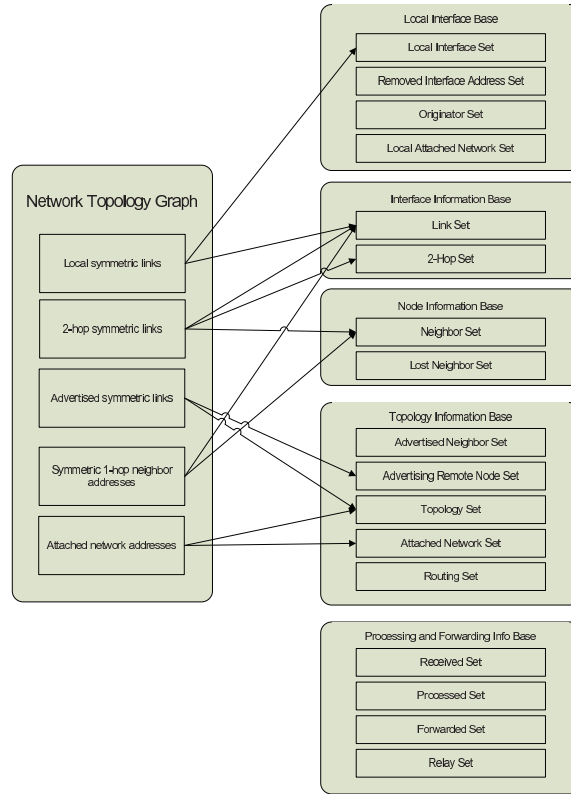 Network Topology Graph
Local symmetric links
2-hop symmetric links
Advertised symmetric links
Symmetric 1-hop neighbor
addresses
Attached network addresses
Local Interface Base
Local Interface Set
Removed Interface Address Set
Originator Set
Local Attached Network Set
Interface Information Base
Link Set
2-Hop Set
Node Information Base
Neighbor Set
Lost Neighbor Set
Topology Information Base
Advertised Neighbor Set
Advertising Remote Node Set
Topology Set
Attached Network Set
Routing Set
Processing and Forwarding Info Base
Received Set
Processed Set
Forwarded Set
Relay Set